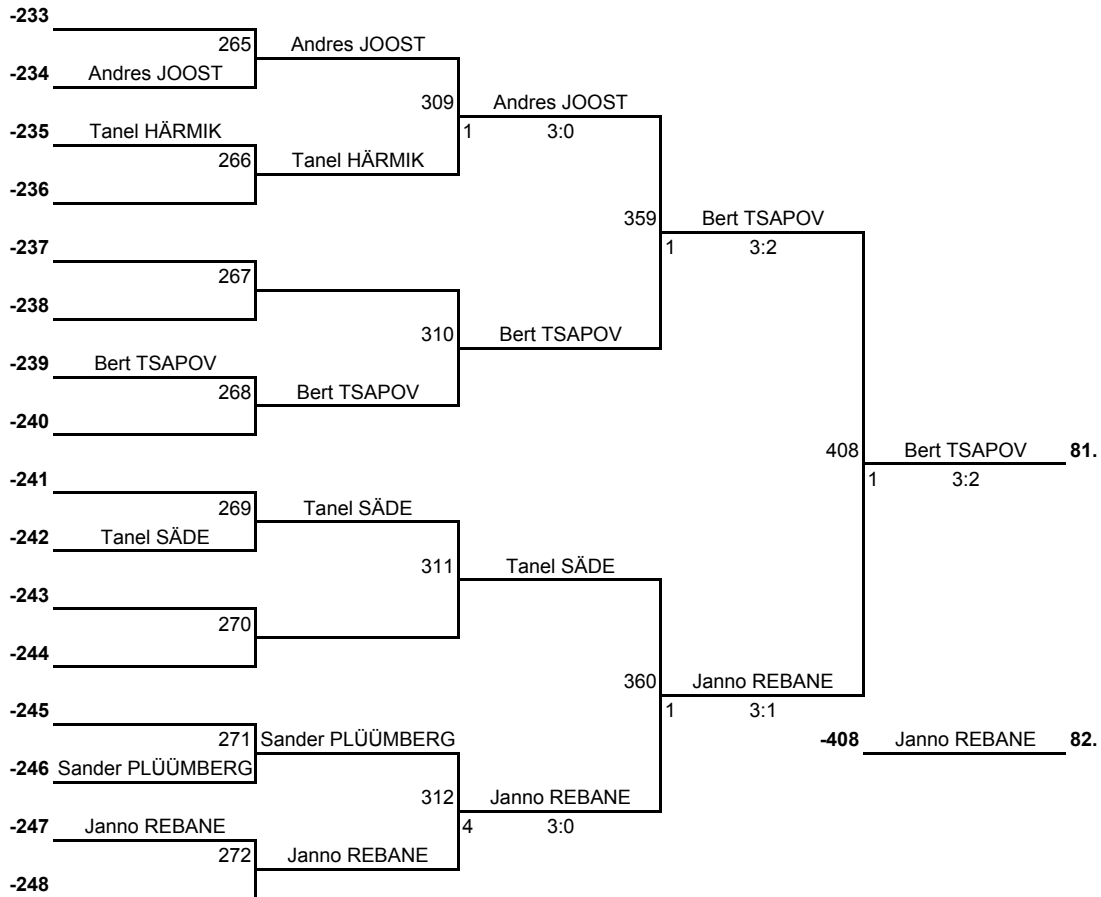 -233
265 Andres JOOST
-234 Andres JOOST
309 Andres JOOST
-235 Tanel HÄRMIK
1 3:0
266 Tanel HÄRMIK
-236
359 Bert TSAPOV
-237
1 3:2
267
-238
310 Bert TSAPOV
-239 Bert TSAPOV
268 Bert TSAPOV
-240
408 Bert TSAPOV 81.
-241
1 3:2
269 Tanel SÄDE
-242 Tanel SÄDE
311 Tanel SÄDE
-243
270
-244
360 Janno REBANE
-245
1 3:1
271 Sander PLÜÜMBERG
-408 Janno REBANE 82.
-246 Sander PLÜÜMBERG
312 Janno REBANE
-247 Janno REBANE
4 3:0
272 Janno REBANE
-248